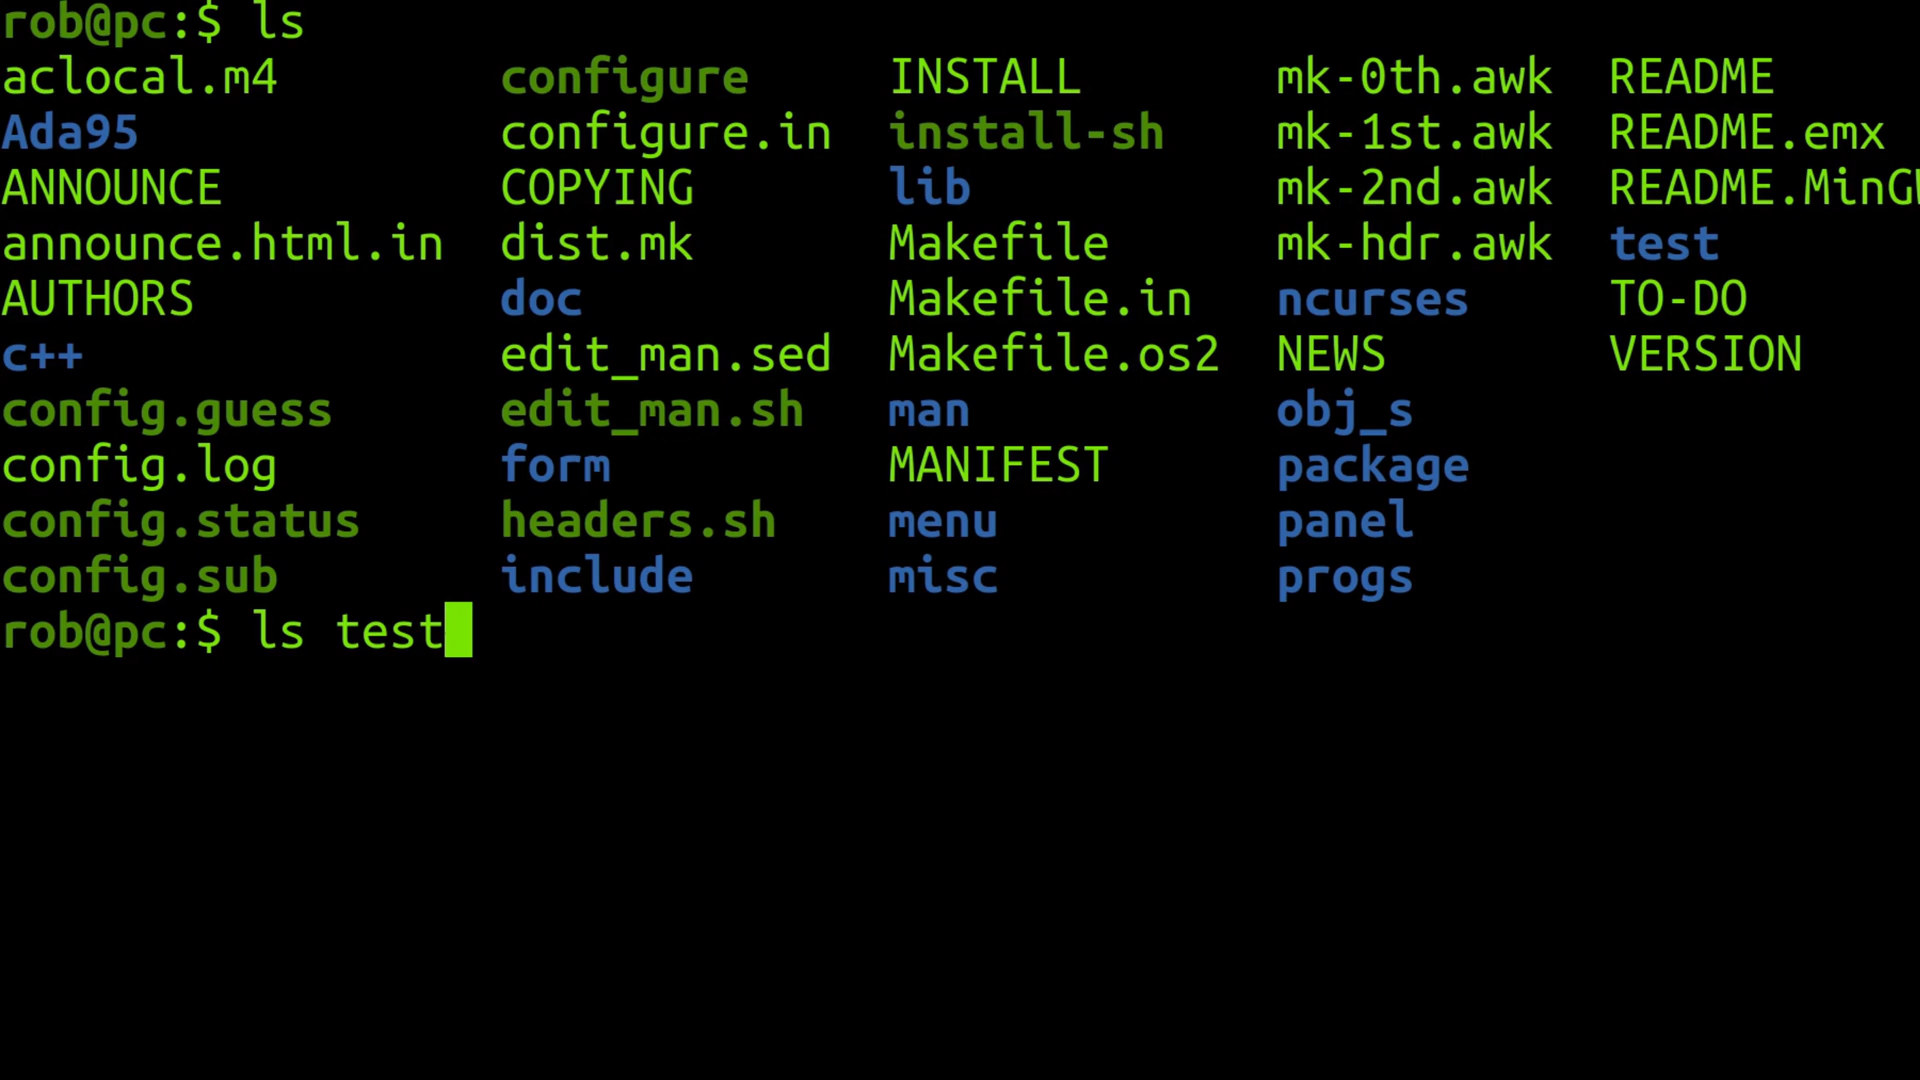 rob@pc:$ ls
aclocal.m4 configure INSTALL mk-0th.awk README
Ada95 configure.in install-sh mk-1st.awk README.emx
ANNOUNCE COPYING lib mk-2nd.awk README.MinGW
announce.html.in dist.mk Makefile mk-hdr.awk test
AUTHORS doc Makefile.in ncurses TO-DO
c++ edit_man.sed Makefile.os2 NEWS VERSION
config.guess edit_man.sh man obj_s
config.log form MANIFEST package
config.status headers.sh menu panel
config.sub include misc progs
rob@pc:$ ls test